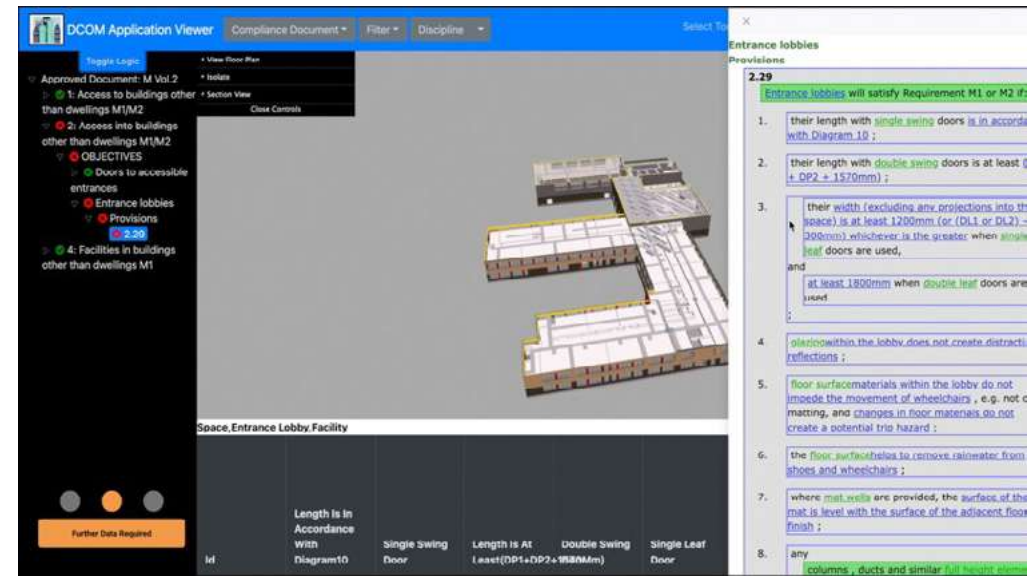 DCOM Application Viewer
Compliance Document
Filter
Discipline
Select
Toggle Logic
Approved Document: M Vol.2
1: Access to buildings other
than dwellings M1/M2
2: Access into buildings
other than dwellings M1/M2
OBJECTIVES
Doors to accessible
entrances
Entrance lobbies
Provisions
2.29
4: Facilities in buildings
other than dwellings M1
Further Data Required
View Floor Plan
Isolate
Section View
Close Controls
Space,Entrance Lobby,Facility
Id
Length Is In
Accordance
With
Diagram10
Single Swing
Door
Length Is At
Double Swing
Single Leaf
Door
×
Entrance lobbies
Provisions
2.29
Entrance lobbies will satisfy Requirement M1 or M2 if:
1. their length with single swing doors is in
with Diagram 10 ;
2. their length with double swing doors is at least
+ DP2 + 1570mm) ;
3. their width (excluding any projections into
space) is at least 1200mm (or (DL1 or DL2)
300mm) whichever is the greater when single
leaf doors are used,
and
at least 1800mm when double leaf doors are
used
;
4. glazingwithin the lobby does not create
reflections ;
5. floor surfacematerials within the lobby do not
impede the movement of wheelchairs , e.g. not
matting, and changes in floor materials do not
create a potential trip hazard ;
6. the floor surfacehelps to remove rainwater from
shoes and wheelchairs ;
7. where mat wells are provided, the surface of the
mat is level with the surface of the adjacent
finish ;
8. any
columns , ducts and similar full height